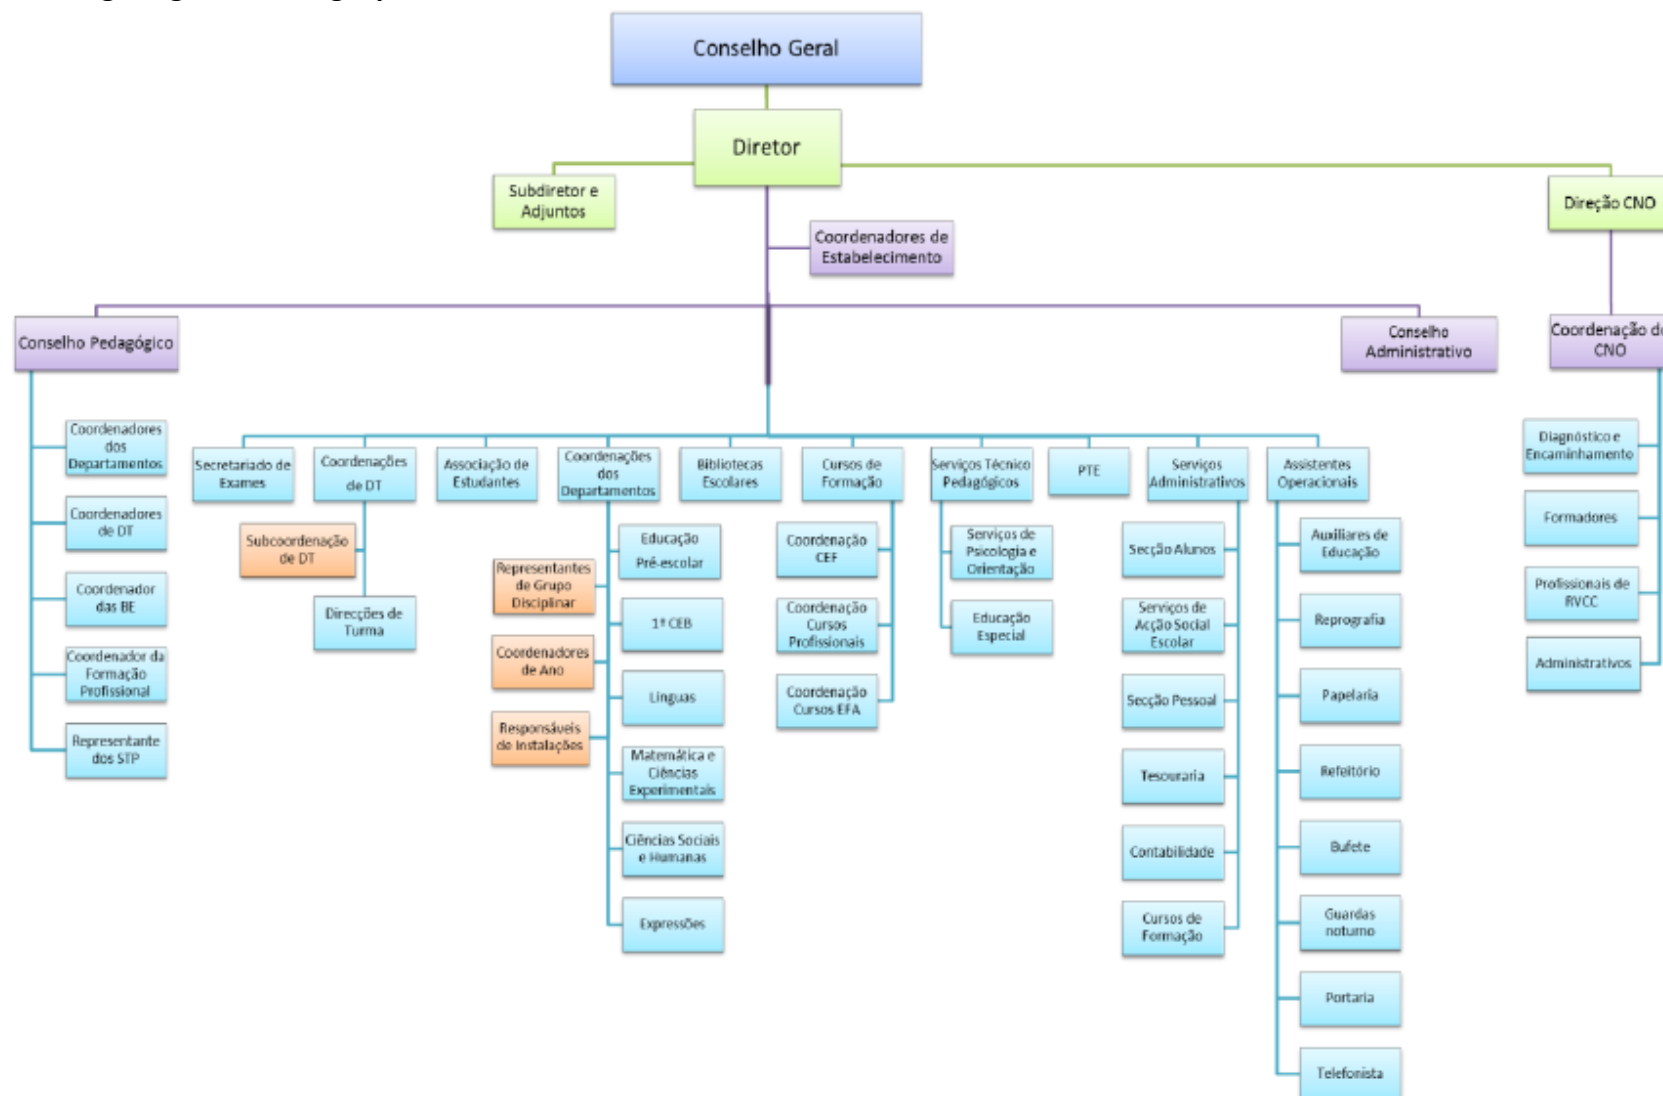 Conselho Geral
Diretor
Subdiretor e
Adjuntos
Direção CNO
Coordenadores de
Estabelecimento
Conselho Pedagógico
Conselho
Administrativo
Coordenação do
CNO
Coordenadores
dos
Departamentos
Coordenadores
de DT
Coordenador
das BE
Coordenador da
Formação
Profissional
Representante
dos STP
Secretariado de
Exames
Coordenações
de DT
Subcoordenação
de DT
Direcções de
Turma
Associação de
Estudantes
Coordenações
dos
Departamentos
Representantes
de Grupo
Disciplinar
Coordenadores
de Ano
Responsáveis
de Instalações
Educação
Pré-escolar
1º CEB
Línguas
Matemática e
Ciências
Experimentais
Ciências Sociais
e Humanas
Expressões
Bibliotecas
Escolares
Cursos de
Formação
Coordenação
CEF
Coordenação
Cursos
Profissionais
Coordenação
Cursos EFA
Serviços Técnico
Pedagógicos
Serviços de
Psicologia e
Orientação
Educação
Especial
PTE
Serviços
Administrativos
Secção Alunos
Serviços de
Acção Social
Escolar
Secção Pessoal
Tesouraria
Contabilidade
Cursos de
Formação
Assistentes
Operacionais
Auxiliares de
Educação
Reprografia
Papelaria
Refeitório
Bufete
Guardas
noturno
Portaria
Telefonista
Diagnóstico e
Encaminhamento
Formadores
Profissionais de
RVCC
Administrativos